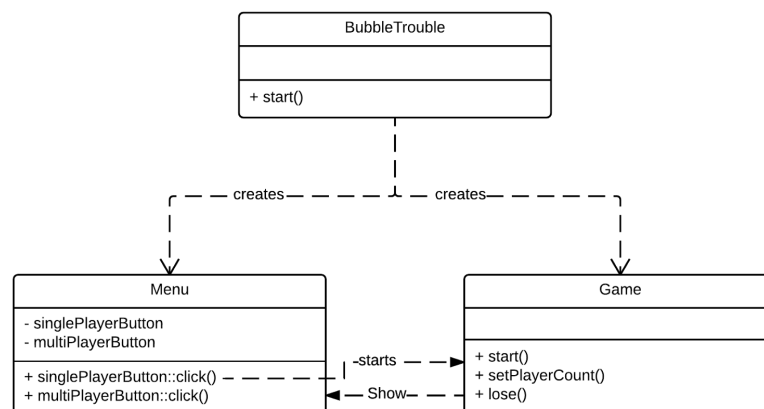 BubbleTrouble
+ start()
creates
creates
Menu
- singlePlayerButton
- multiPlayerButton
+ singlePlayerButton::click()
+ multiPlayerButton::click()
starts
Show
Game
+ start()
+ setPlayerCount()
+ lose()